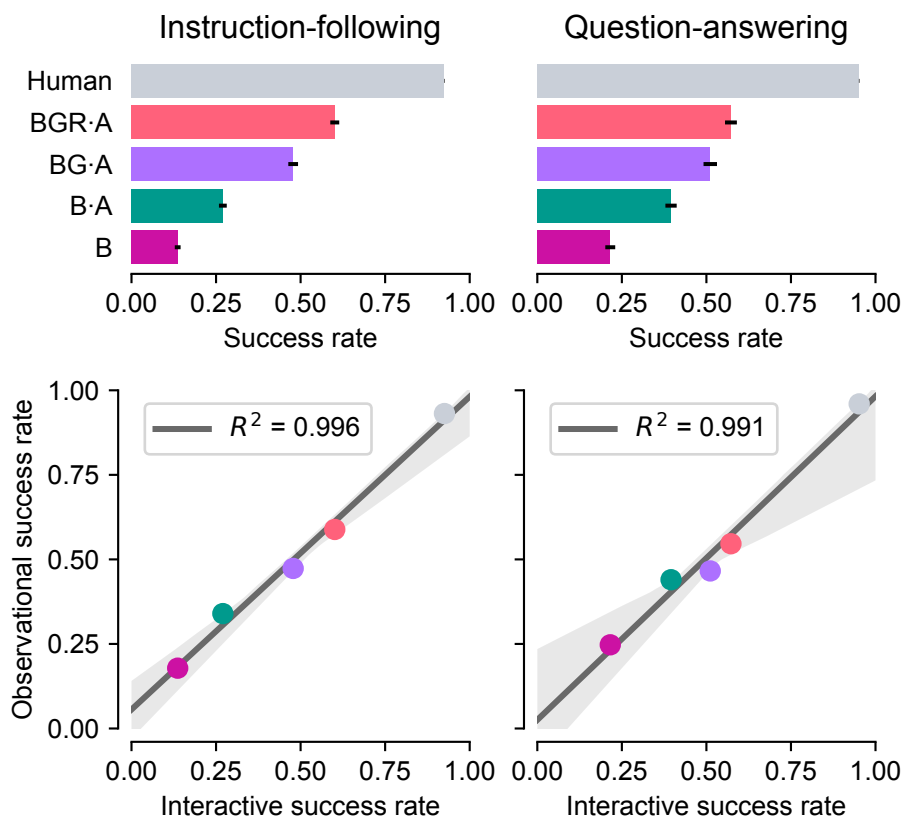 Instruction-following
Question-answering
Human
BGR·A
BG·A
B·A
B
0.00 0.25 0.50 0.75 1.00
0.00 0.25 0.50 0.75 1.00
Success rate
Success rate
Observational success rate
1.00
0.75
0.50
0.25
0.00
R² = 0.996
R² = 0.991
0.00 0.25 0.50 0.75 1.00
0.00 0.25 0.50 0.75 1.00
Interactive success rate
Interactive success rate